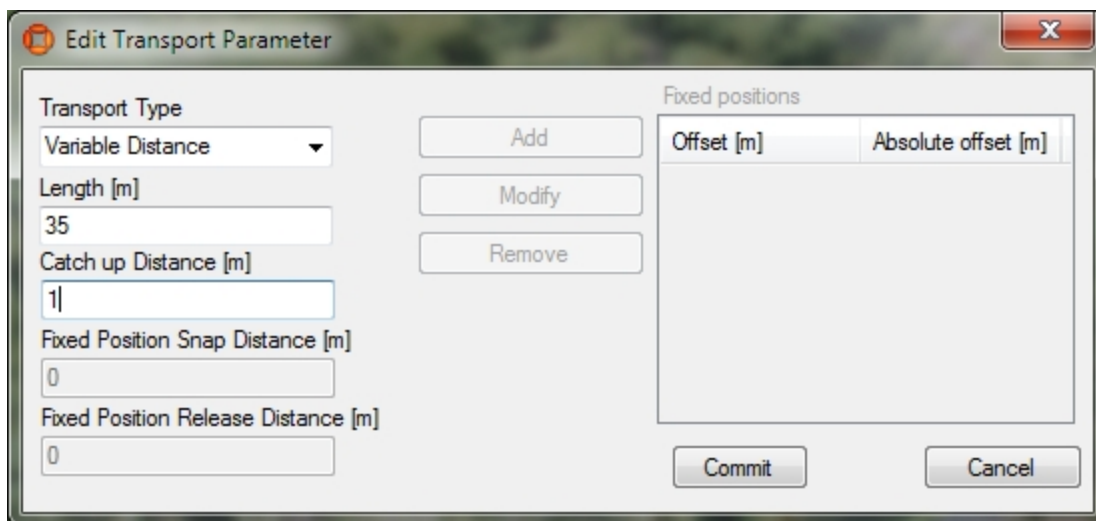 Edit Transport Parameter
Transport Type
Variable Distance
Length [m]
35
Catch up Distance [m]
1
Fixed Position Snap Distance [m]
0
Fixed Position Release Distance [m]
0
Add
Modify
Remove
Fixed positions
Offset [m] Absolute offset [m]
Commit Cancel